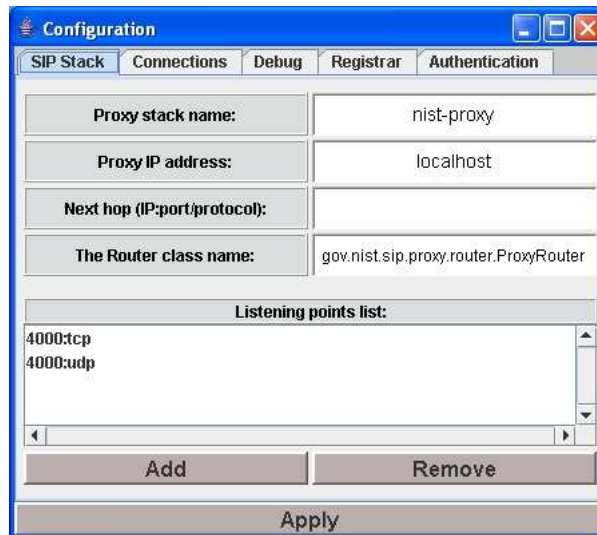 Configuration
SIP Stack Connections Debug Registrar Authentication
Proxy stack name: nist-proxy
Proxy IP address: localhost
Next hop (IP:port/protocol):
The Router class name: gov.nist.sip.proxy.router.ProxyRouter
Listening points list:
4000:tcp
4000:udp
Add Remove
Apply